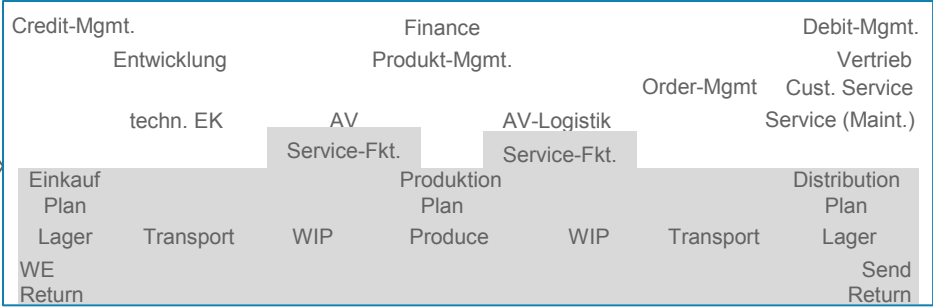 Credit-Mgmt. Finance Debit-Mgmt.
Entwicklung Produkt-Mgmt. Vertrieb
Order-Mgmt Cust. Service
techn. EK AV AV-Logistik Service (Maint.)
Service-Fkt. Service-Fkt.
Einkauf Produktion Distribution
Plan Plan Plan
Lager Transport WIP Produce WIP Transport Lager
WE Send
Return Return